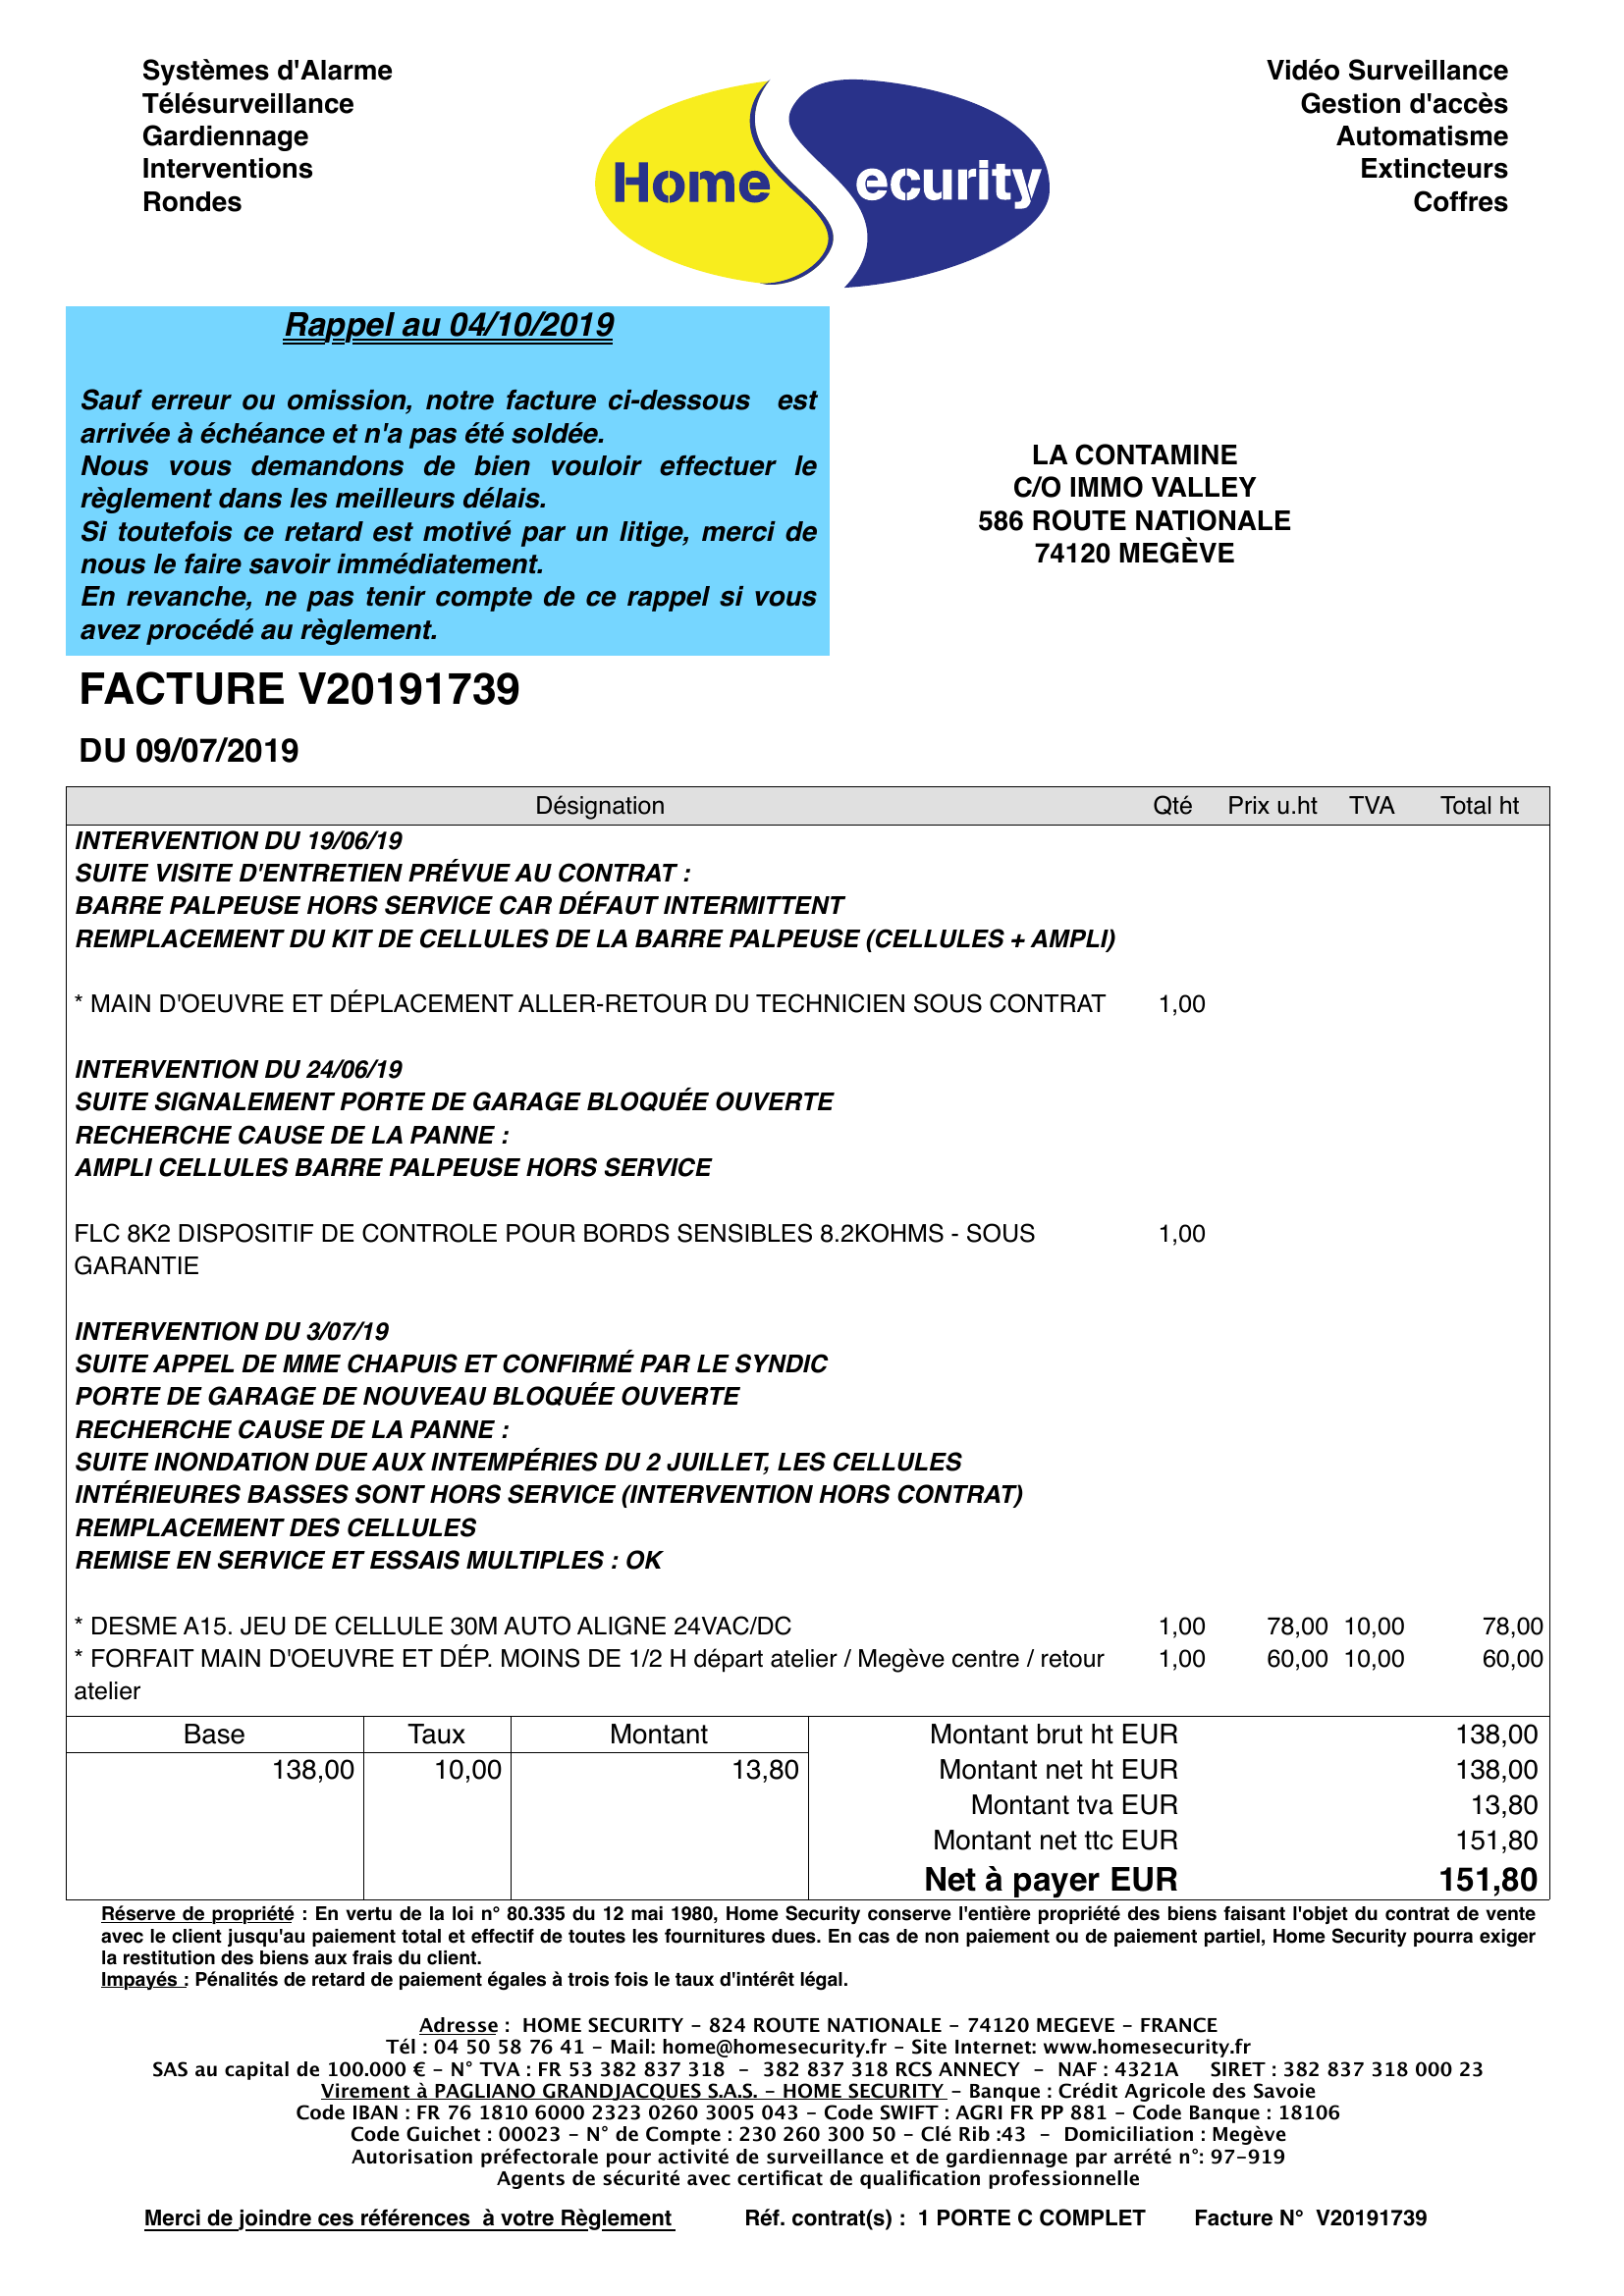 Systèmes d'Alarme
Télésurveillance
Gardiennage
Interventions
Rondes
Home Security
Vidéo Surveillance
Gestion d'accès
Automatisme
Extincteurs
Coffres
Rappel au 04/10/2019
Sauf erreur ou omission, notre facture ci-dessous est
arrivée à échéance et n'a pas été soldée.
Nous vous demandons de bien vouloir effectuer le
règlement dans les meilleurs délais.
Si toutefois ce retard est motivé par un litige, merci de
nous le faire savoir immédiatement.
En revanche, ne pas tenir compte de ce rappel si vous
avez procédé au règlement.
LA CONTAMINE
C/O IMMO VALLEY
586 ROUTE NATIONALE
74120 MEGÈVE
FACTURE V20191739
DU 09/07/2019
Désignation Qté Prix u.ht TVA Total ht
INTERVENTION DU 19/06/19
SUITE VISITE D'ENTRETIEN PRÉVUE AU CONTRAT :
BARRE PALPEUSE HORS SERVICE CAR DÉFAUT INTERMITTENT
REMPLACEMENT DU KIT DE CELLULES DE LA BARRE PALPEUSE (CELLULES + AMPLI)
* MAIN D'OEUVRE ET DÉPLACEMENT ALLER-RETOUR DU TECHNICIEN SOUS CONTRAT 1,00
INTERVENTION DU 24/06/19
SUITE SIGNALEMENT PORTE DE GARAGE BLOQUÉE OUVERTE
RECHERCHE CAUSE DE LA PANNE :
AMPLI CELLULES BARRE PALPEUSE HORS SERVICE
FLC 8K2 DISPOSITIF DE CONTROLE POUR BORDS SENSIBLES 8.2KOHMS - SOUS 1,00
GARANTIE
INTERVENTION DU 3/07/19
SUITE APPEL DE MME CHAPUIS ET CONFIRMÉ PAR LE SYNDIC
PORTE DE GARAGE DE NOUVEAU BLOQUÉE OUVERTE
RECHERCHE CAUSE DE LA PANNE :
SUITE INONDATION DUE AUX INTEMPÉRIES DU 2 JUILLET, LES CELLULES
INTÉRIEURES BASSES SONT HORS SERVICE (INTERVENTION HORS CONTRAT)
REMPLACEMENT DES CELLULES
REMISE EN SERVICE ET ESSAIS MULTIPLES : OK
* DESME A15. JEU DE CELLULE 30M AUTO ALIGNE 24VAC/DC 1,00 78,00 10,00 78,00
* FORFAIT MAIN D'OEUVRE ET DÉP. MOINS DE 1/2 H départ atelier / Megève centre / retour 1,00 60,00 10,00 60,00
atelier
Base Taux Montant Montant brut ht EUR 138,00
138,00 10,00 13,80 Montant net ht EUR 138,00
Montant tva EUR 13,80
Montant net ttc EUR 151,80
Net à payer EUR 151,80
Réserve de propriété : En vertu de la loi n° 80.335 du 12 mai 1980, Home Security conserve l'entière propriété des biens faisant l'objet du contrat de vente
avec le client jusqu'au paiement total et effectif de toutes les fournitures dues. En cas de non paiement ou de paiement partiel, Home Security pourra exiger
la restitution des biens aux frais du client.
Impayés : Pénalités de retard de paiement égales à trois fois le taux d'intérêt légal.
Adresse : HOME SECURITY – 824 ROUTE NATIONALE – 74120 MEGEVE – FRANCE
Tél : 04 50 58 76 41 – Mail: home@homesecurity.fr – Site Internet: www.homesecurity.fr
SAS au capital de 100.000 € – N° TVA : FR 53 382 837 318 – 382 837 318 RCS ANNECY – NAF : 4321A SIRET : 382 837 318 000 23
Virement à PAGLIANO GRANDJACQUES S.A.S. – HOME SECURITY – Banque : Crédit Agricole des Savoie
Code IBAN : FR 76 1810 6000 2323 0260 3005 043 – Code SWIFT : AGRI FR PP 881 – Code Banque : 18106
Code Guichet : 00023 – N° de Compte : 230 260 300 50 – Clé Rib :43 – Domiciliation : Megève
Autorisation préfectorale pour activité de surveillance et de gardiennage par arrété n°: 97-919
Agents de sécurité avec certificat de qualification professionnelle
Merci de joindre ces références à votre Règlement Réf. contrat(s) : 1 PORTE C COMPLET Facture N° V20191739